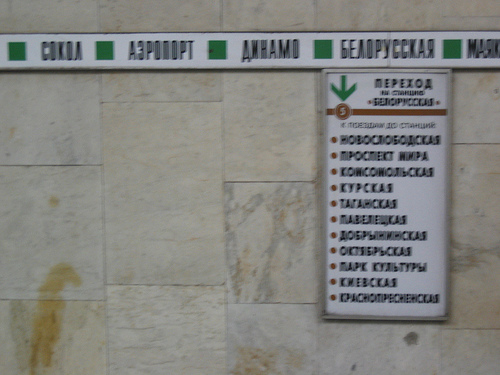 СОКОЛ АЭРОПОРТ ДИНАМО БЕЛОРУССКАЯ МАЯК
ПЕРЕХОД
НА СТАНЦИЮ
«БЕЛОРУССКАЯ»
5
К ПОЕЗДАМ ДО СТАНЦИЙ:
НОВОСЛОБОДСКАЯ
ПРОСПЕКТ МИРА
КОМСОМОЛЬСКАЯ
КУРСКАЯ
ТАГАНСКАЯ
ПАВЕЛЕЦКАЯ
ДОБРЫНИНСКАЯ
ОКТЯБРЬСКАЯ
ПАРК КУЛЬТУРЫ
КИЕВСКАЯ
КРАСНОПРЕСНЕНСКАЯ